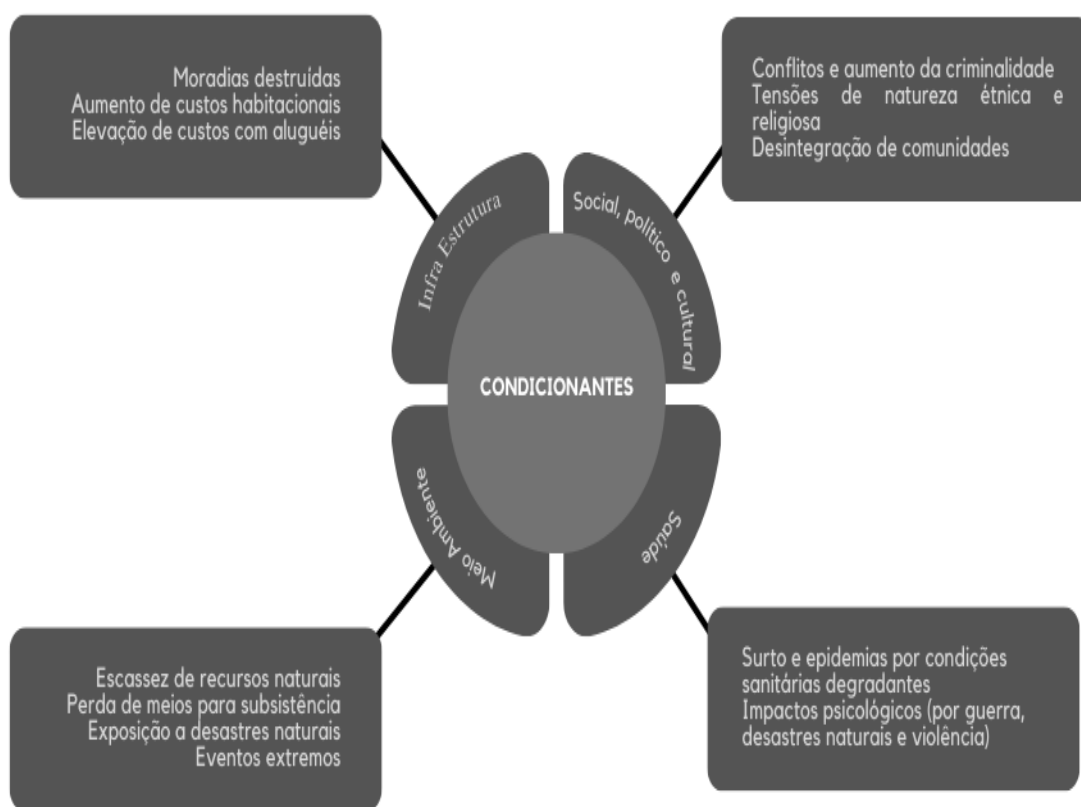 Moradias destruídas
Aumento de custos habitacionais
Elevação de custos com aluguéis
Conflitos e aumento da criminalidade
Tensões de natureza étnica e
religiosa
Desintegração de comunidades
Infra Estrutura
Social, político e cultural
CONDICIONANTES
Meio Ambiente
Saúde
Escassez de recursos naturais
Perda de meios para subsistência
Exposição a desastres naturais
Eventos extremos
Surto e epidemias por condições
sanitárias degradantes
Impactos psicológicos (por guerra,
desastres naturais e violência)